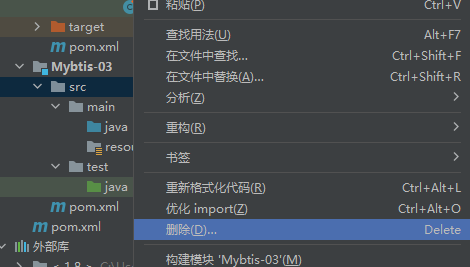 target
pom.xml
Mybtis-03
src
main
java
resou
test
java
pom.xml
pom.xml
外部库
粘贴(P) Ctrl+V
查找用法(U) Alt+F7
在文件中查找... Ctrl+Shift+F
在文件中替换(A)... Ctrl+Shift+R
分析(Z)
重构(R)
书签
重新格式化代码(R) Ctrl+Alt+L
优化 import(Z) Ctrl+Alt+O
删除(D)... Delete
构建模块 'Mybtis-03'(M)